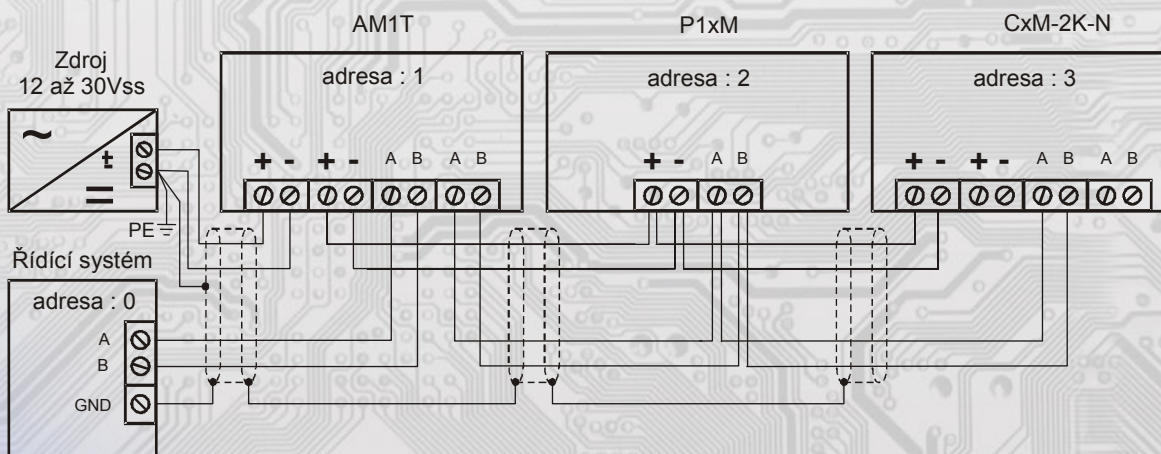 AM1T
P1xM
CxM-2K-N
Zdroj
12 až 30Vss
adresa : 1
adresa : 2
adresa : 3
+ - + - A B A B
+ - A B
+ - + - A B A B
PE
Řídící systém
adresa : 0
A
B
GND